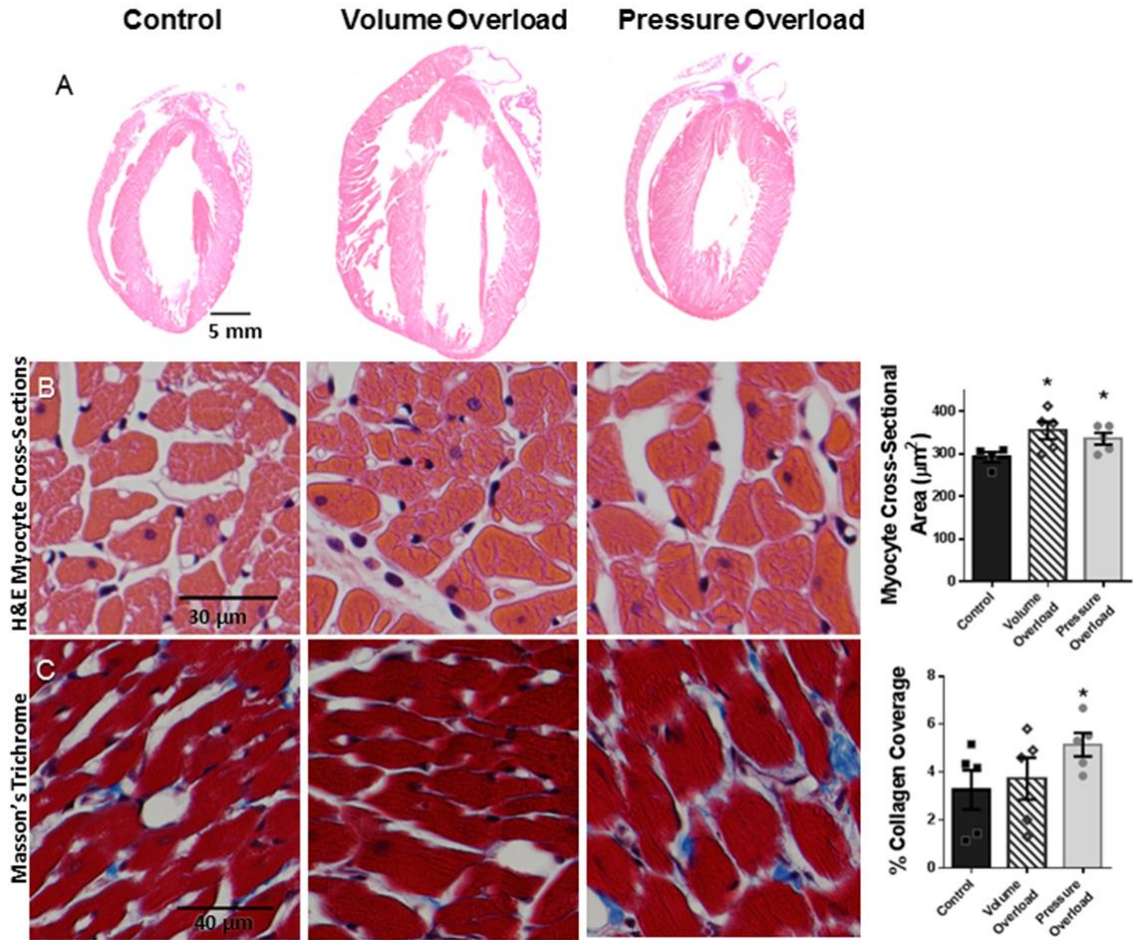 Control
Volume Overload
Pressure Overload
A
5 mm
H&E Myocyte Cross-Sections
B
30 μm
Myocyte Cross-Sectional
Area (μm²)
400
300
200
100
0
*
*
Control
Volume
Overload
Pressure
Overload
Masson's Trichrome
C
40 μm
% Collagen Coverage
8
6
4
2
0
*
Control
Volume
Overload
Pressure
Overload